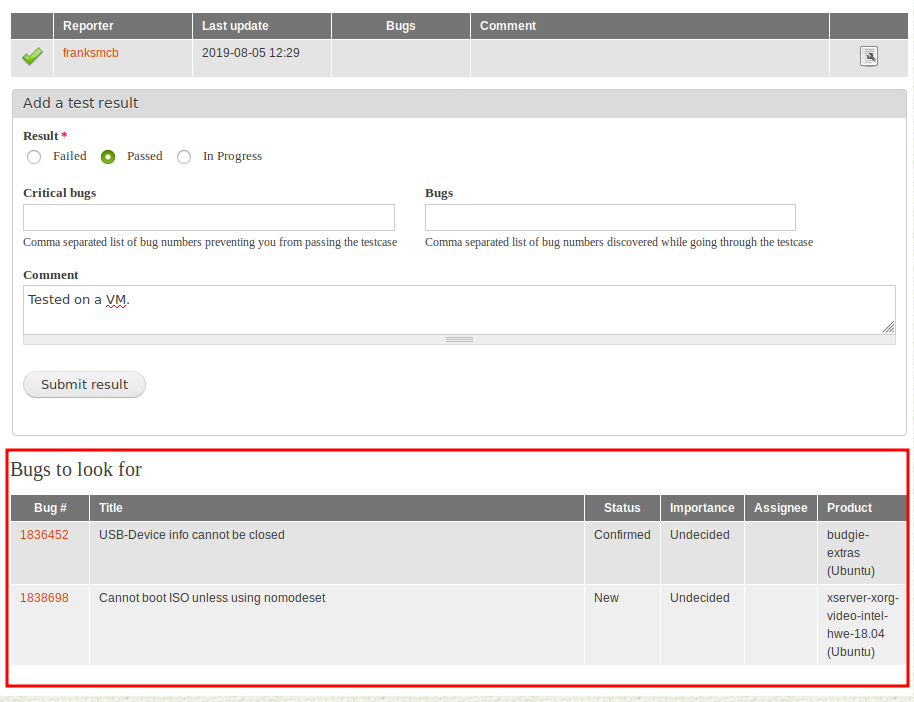 Reporter Last update Bugs Comment
franksmcb 2019-08-05 12:29
Add a test result
Result *
Failed Passed In Progress
Critical bugs Bugs
Comma separated list of bug numbers preventing you from passing the testcase Comma separated list of bug numbers discovered while going through the testcase
Comment
Tested on a VM.
Submit result
Bugs to look for
Bug # Title Status Importance Assignee Product
1836452 USB-Device info cannot be closed Confirmed Undecided budgie-
extras
(Ubuntu)
1838698 Cannot boot ISO unless using nomodeset New Undecided xserver-xorg-
video-intel-
hwe-18.04
(Ubuntu)